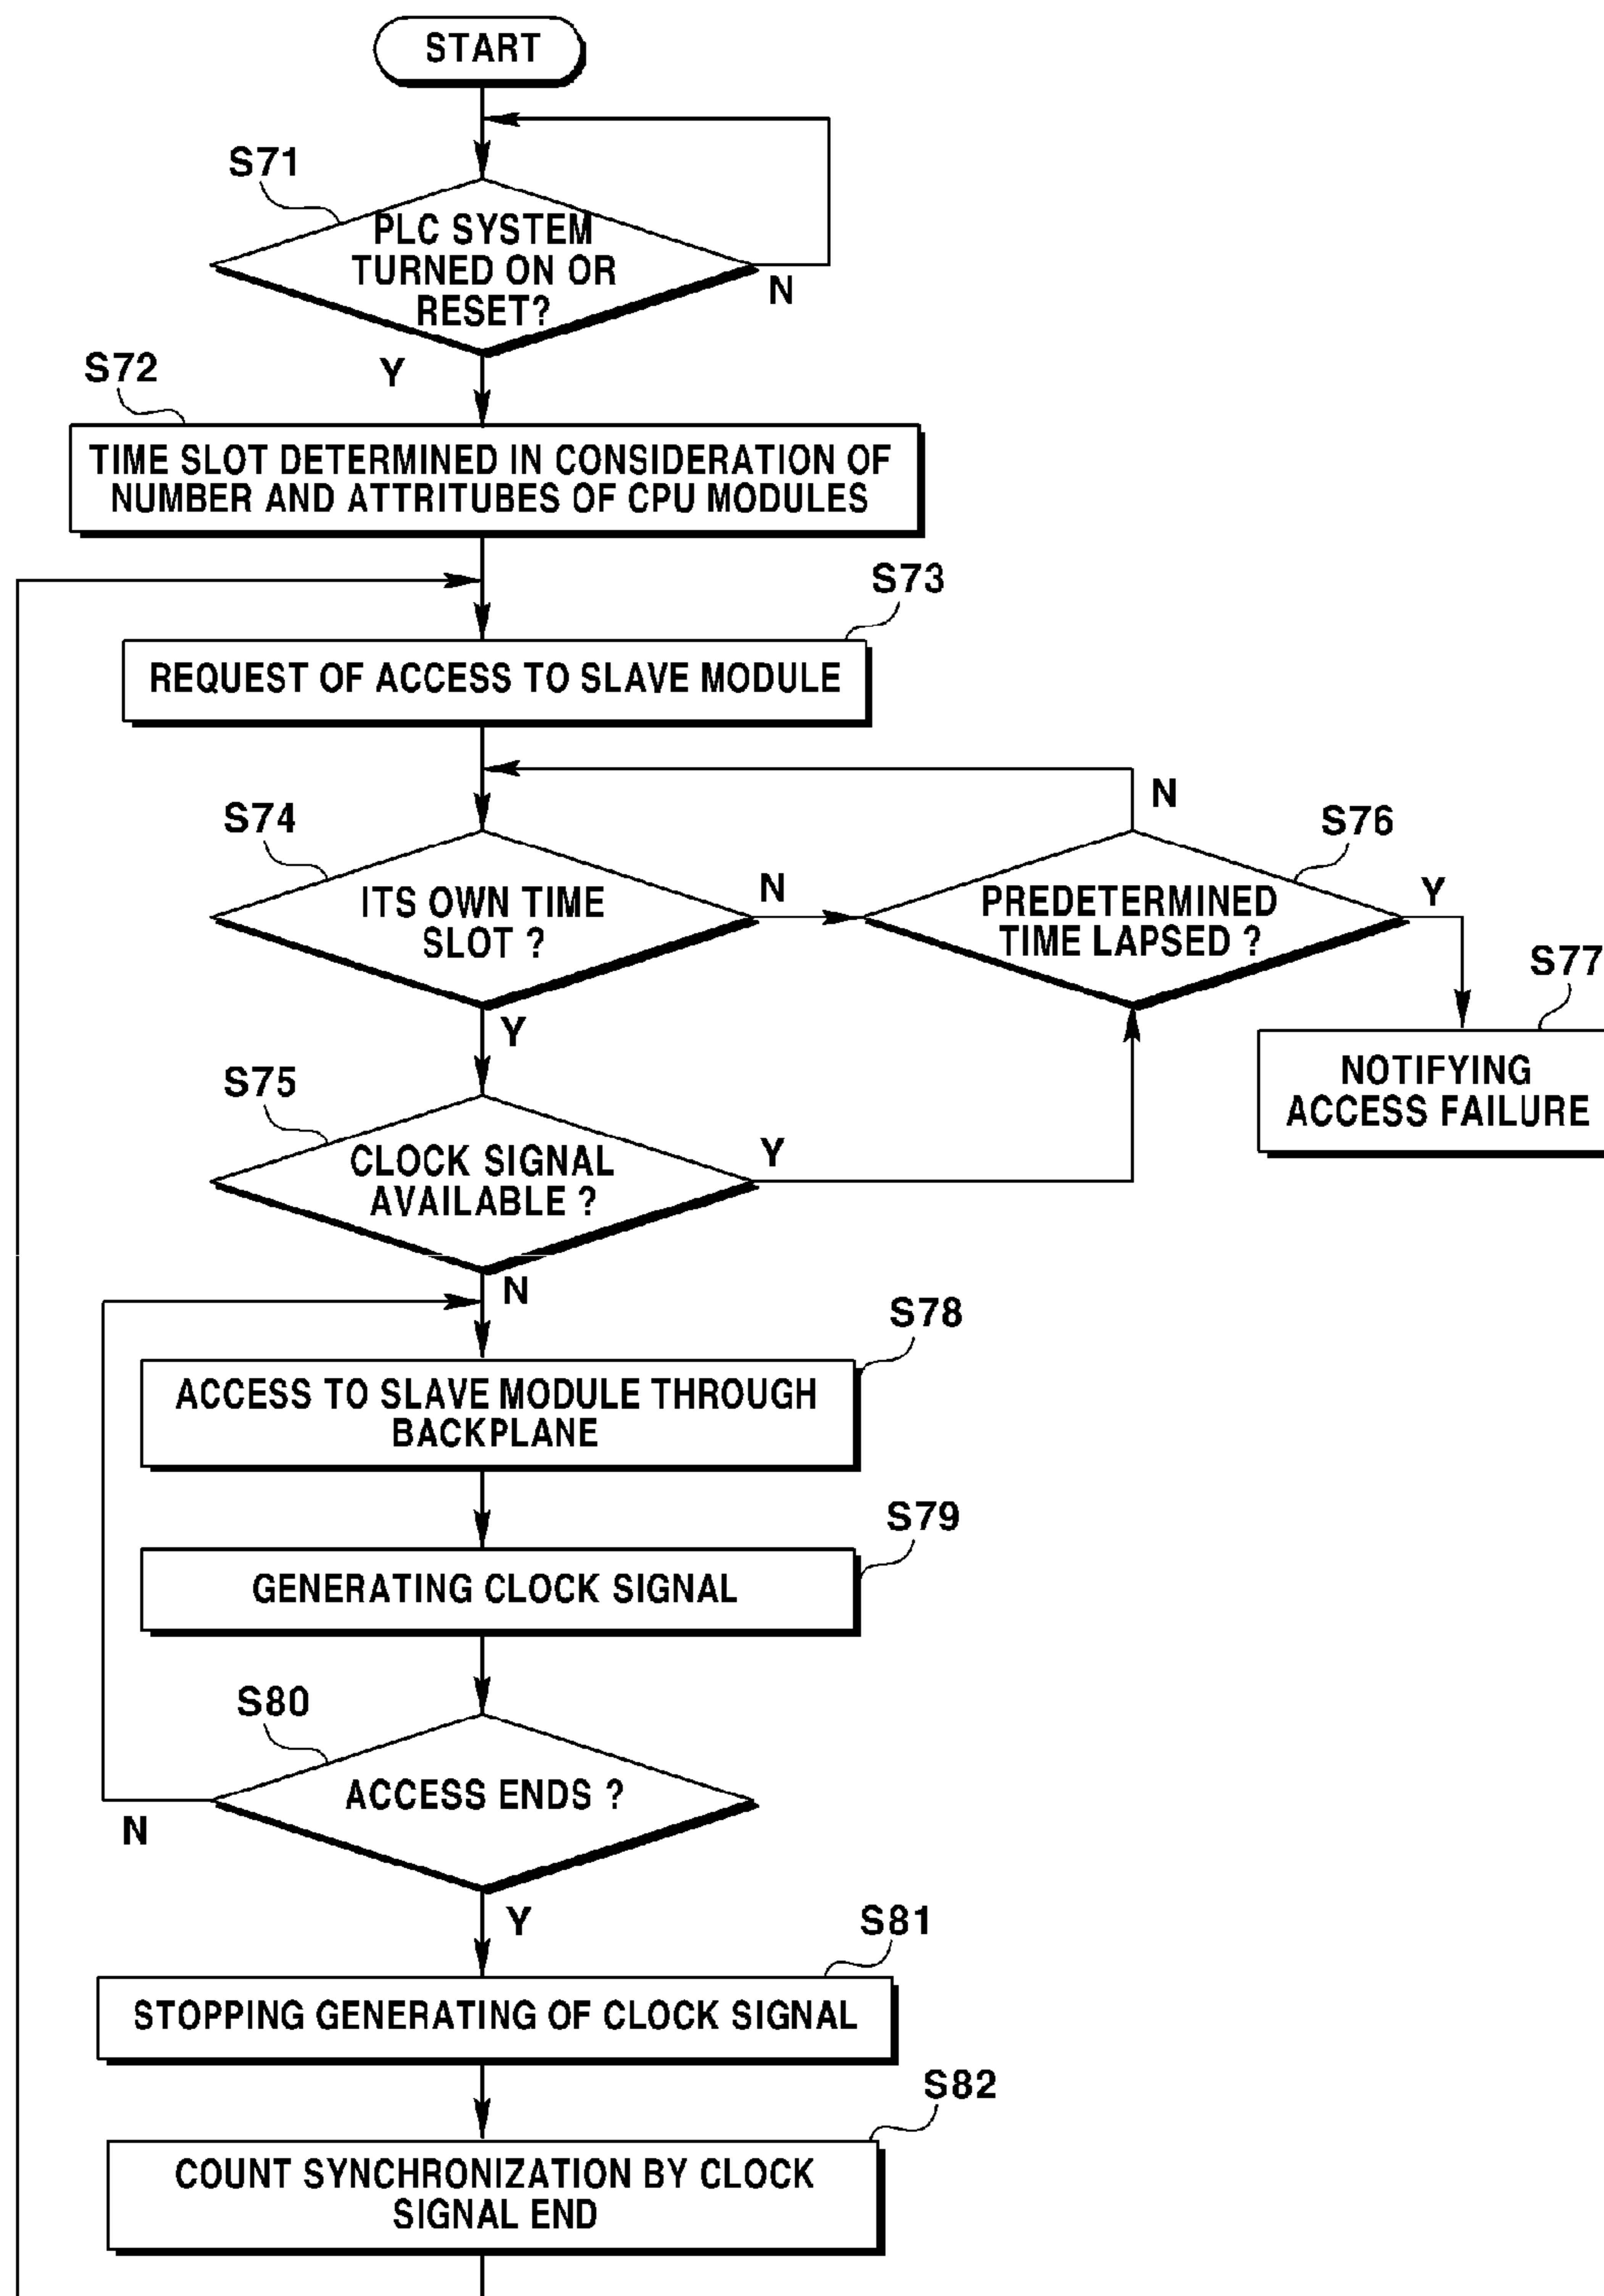 START
S71
PLC SYSTEM
TURNED ON OR
RESET?
N
Y
S72
TIME SLOT DETERMINED IN CONSIDERATION OF
NUMBER AND ATTRITUBES OF CPU MODULES
S73
REQUEST OF ACCESS TO SLAVE MODULE
N
S74
ITS OWN TIME
SLOT ?
N
S76
PREDETERMINED
TIME LAPSED ?
Y
S77
NOTIFYING
ACCESS FAILURE
Y
S75
CLOCK SIGNAL
AVAILABLE ?
Y
N
S78
ACCESS TO SLAVE MODULE THROUGH
BACKPLANE
S79
GENERATING CLOCK SIGNAL
S80
ACCESS ENDS ?
N
Y
S81
STOPPING GENERATING OF CLOCK SIGNAL
S82
COUNT SYNCHRONIZATION BY CLOCK
SIGNAL END